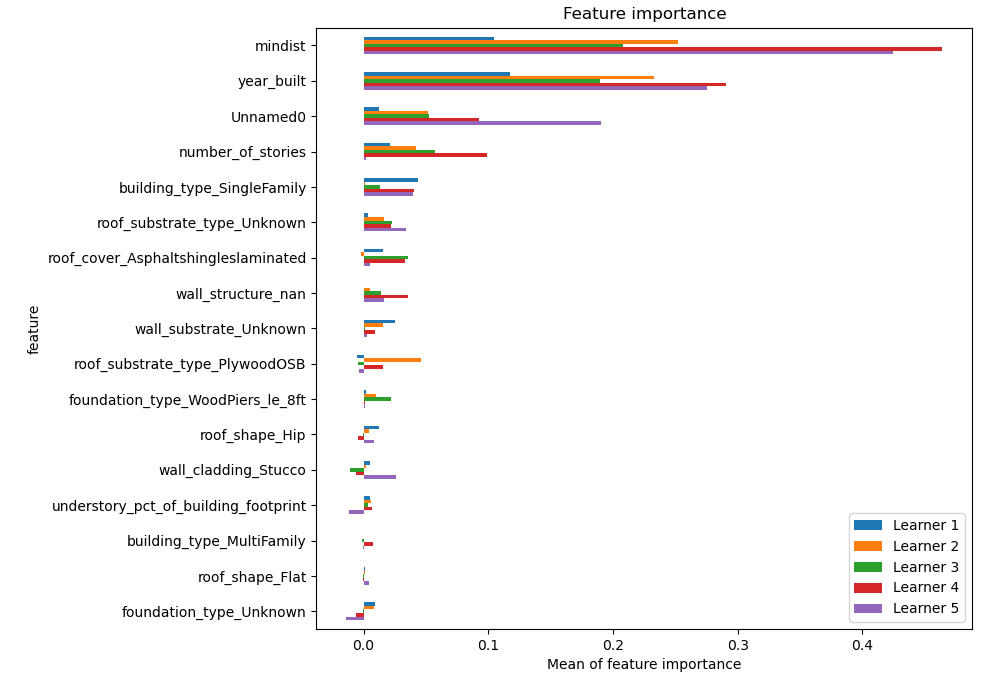 Feature importance
feature
mindist
year_built
Unnamed0
number_of_stories
building_type_SingleFamily
roof_substrate_type_Unknown
roof_cover_Asphaltshingleslaminated
wall_structure_nan
wall_substrate_Unknown
roof_substrate_type_PlywoodOSB
foundation_type_WoodPiers_le_8ft
roof_shape_Hip
wall_cladding_Stucco
understory_pct_of_building_footprint
building_type_MultiFamily
roof_shape_Flat
foundation_type_Unknown
Learner 1
Learner 2
Learner 3
Learner 4
Learner 5
0.0 0.1 0.2 0.3 0.4
Mean of feature importance